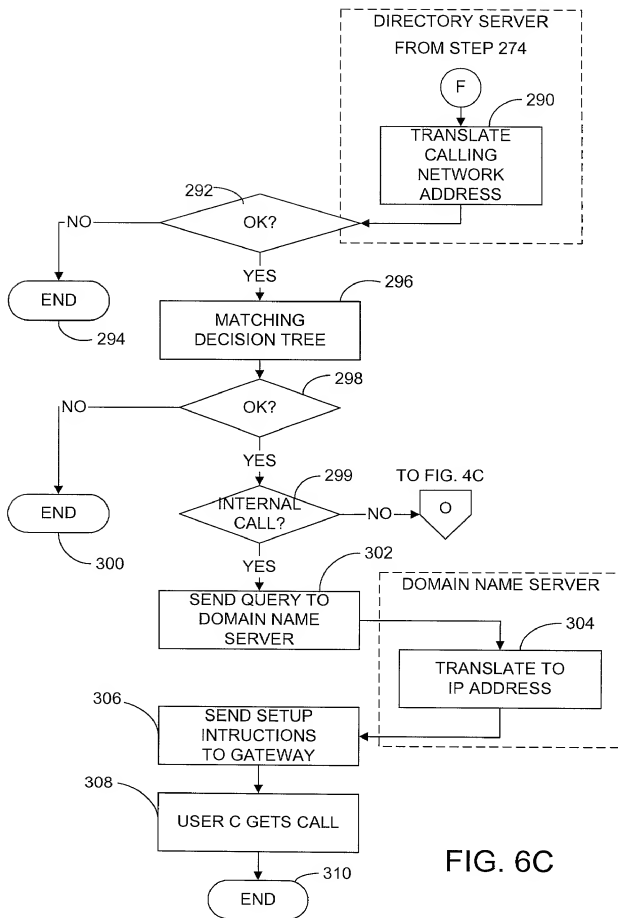 DIRECTORY SERVER
FROM STEP 274
F
290
TRANSLATE
CALLING
NETWORK
ADDRESS
292
OK?
NO
YES
END
294
296
MATCHING
DECISION TREE
298
OK?
NO
YES
END
300
299
INTERNAL
CALL?
NO
TO FIG. 4C
O
YES
302
SEND QUERY TO
DOMAIN NAME
SERVER
DOMAIN NAME SERVER
304
TRANSLATE TO
IP ADDRESS
306
SEND SETUP
INTRUCTIONS
TO GATEWAY
308
USER C GETS CALL
310
END
FIG. 6C